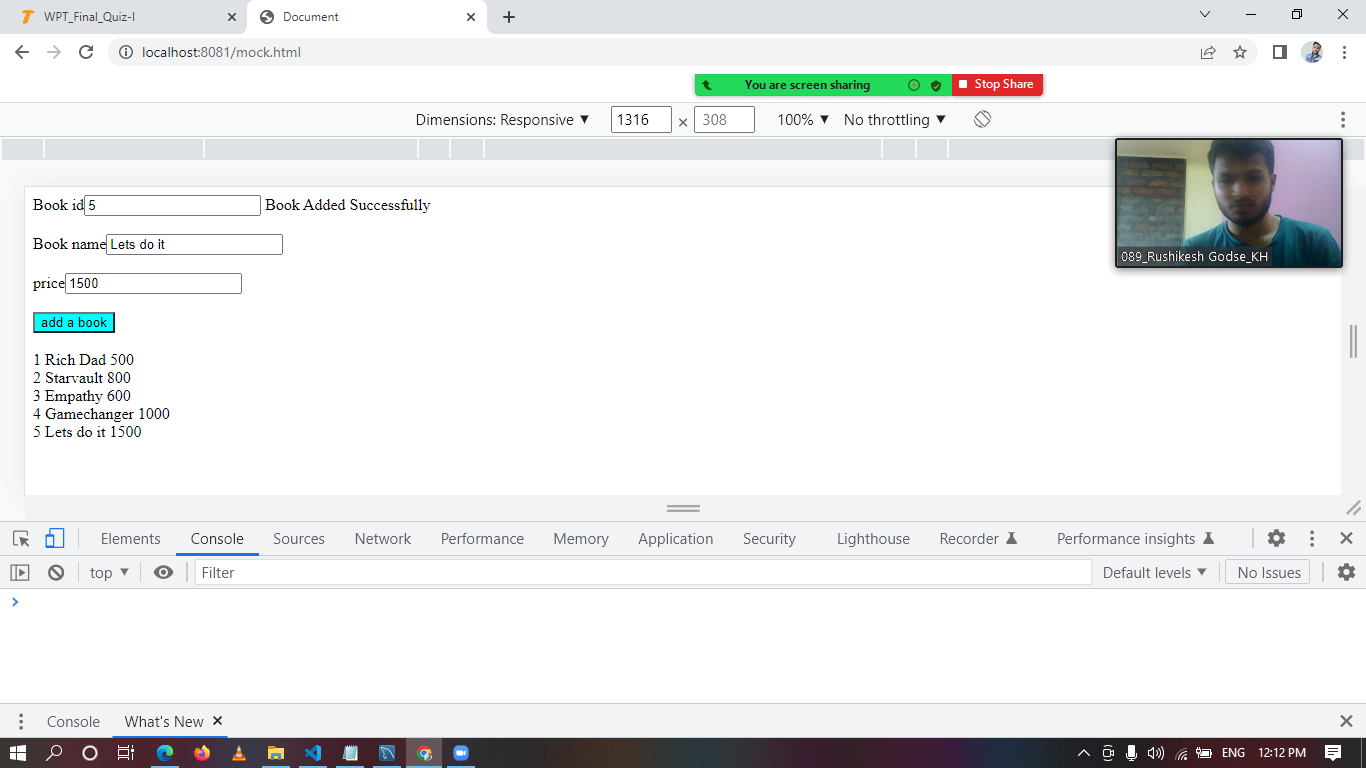 WPT_Final_Quiz-I
Document
localhost:8081/mock.html
You are screen sharing Stop Share
Dimensions: Responsive 1316 × 308 100% No throttling
Book id 5 Book Added Successfully
Book name Lets do it
price 1500
add a book
089_Rushikesh Godse_KH
1 Rich Dad 500
2 Starvault 800
3 Empathy 600
4 Gamechanger 1000
5 Lets do it 1500
Elements Console Sources Network Performance Memory Application Security Lighthouse Recorder Performance insights
top Filter Default levels No Issues
Console What's New
ENG 12:12 PM